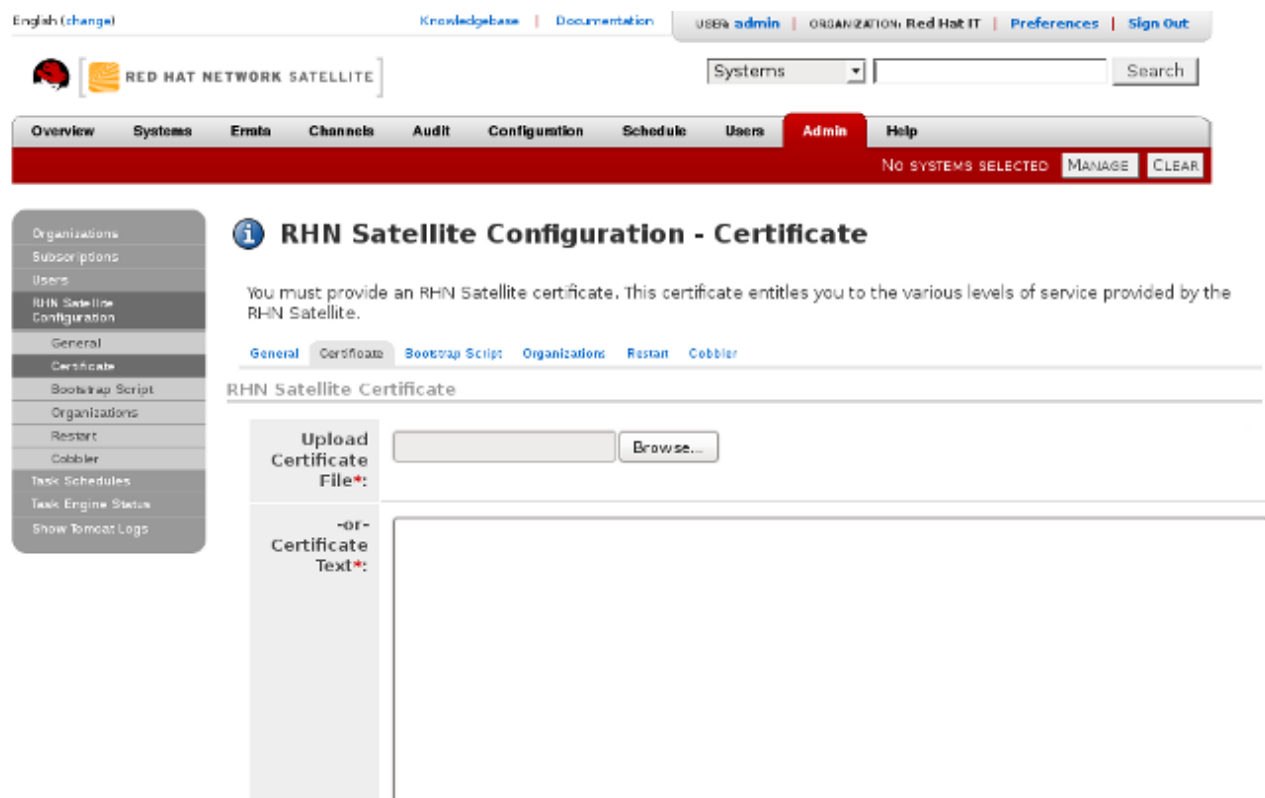 English (change) Knowledgebase | Documentation USER: admin | ORGANIZATION: Red Hat IT | Preferences | Sign Out
RED HAT NETWORK SATELLITE Systems Search
Overview Systems Errata Channels Audit Configuration Schedule Users Admin Help
NO SYSTEMS SELECTED MANAGE CLEAR
Organizations
Subscriptions
Users
RHN Satellite
Configuration
General
Certificate
Bootstrap Script
Organizations
Restart
Cobbler
Task Schedules
Task Engine Status
Show Tomcat Logs
i RHN Satellite Configuration - Certificate
You must provide an RHN Satellite certificate. This certificate entitles you to the various levels of service provided by the
RHN Satellite.
General Certificate Bootstrap Script Organizations Restart Cobbler
RHN Satellite Certificate
Upload
Certificate
File*:
Browse...
-or-
Certificate
Text*: